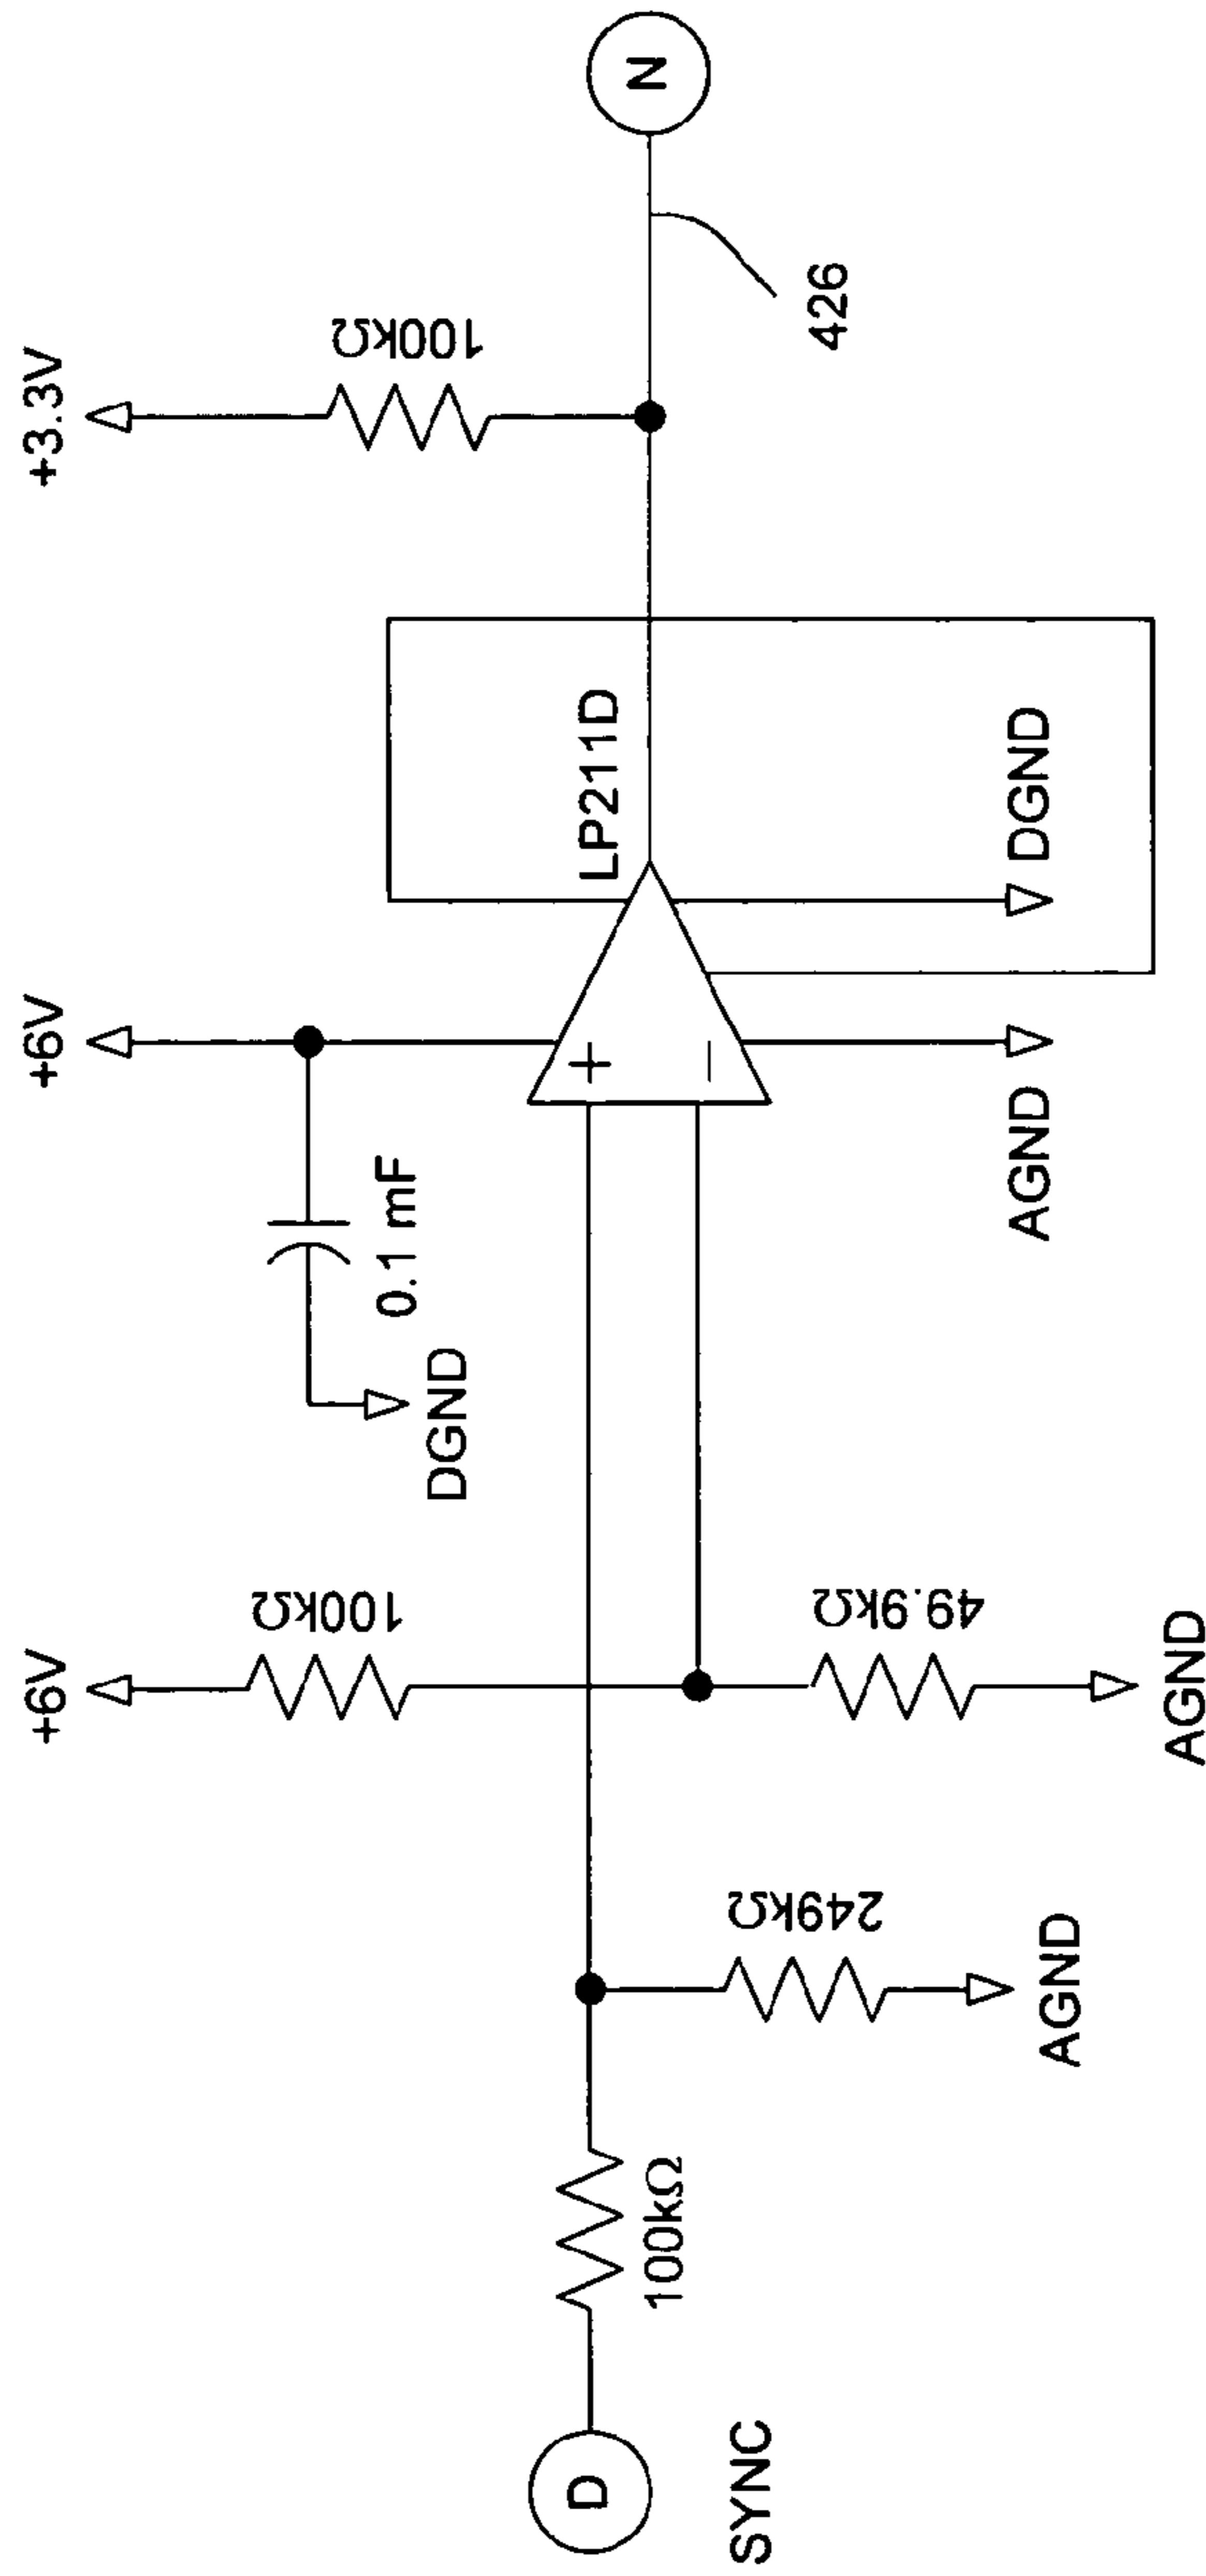 +6V
+6V
+3.3V
100kΩ
DGND
0.1 mF
LP211D
100kΩ
N
D
100kΩ
+
−
426
SYNC
249kΩ
49.9kΩ
AGND
AGND
AGND
DGND